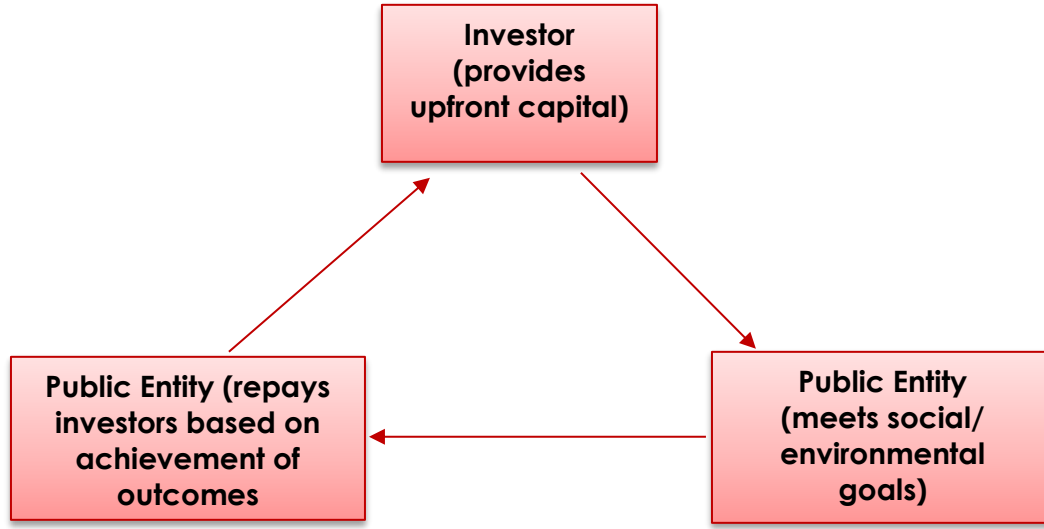 Investor
(provides
upfront capital)
Public Entity (repays
investors based on
achievement of
outcomes
Public Entity
(meets social/
environmental
goals)